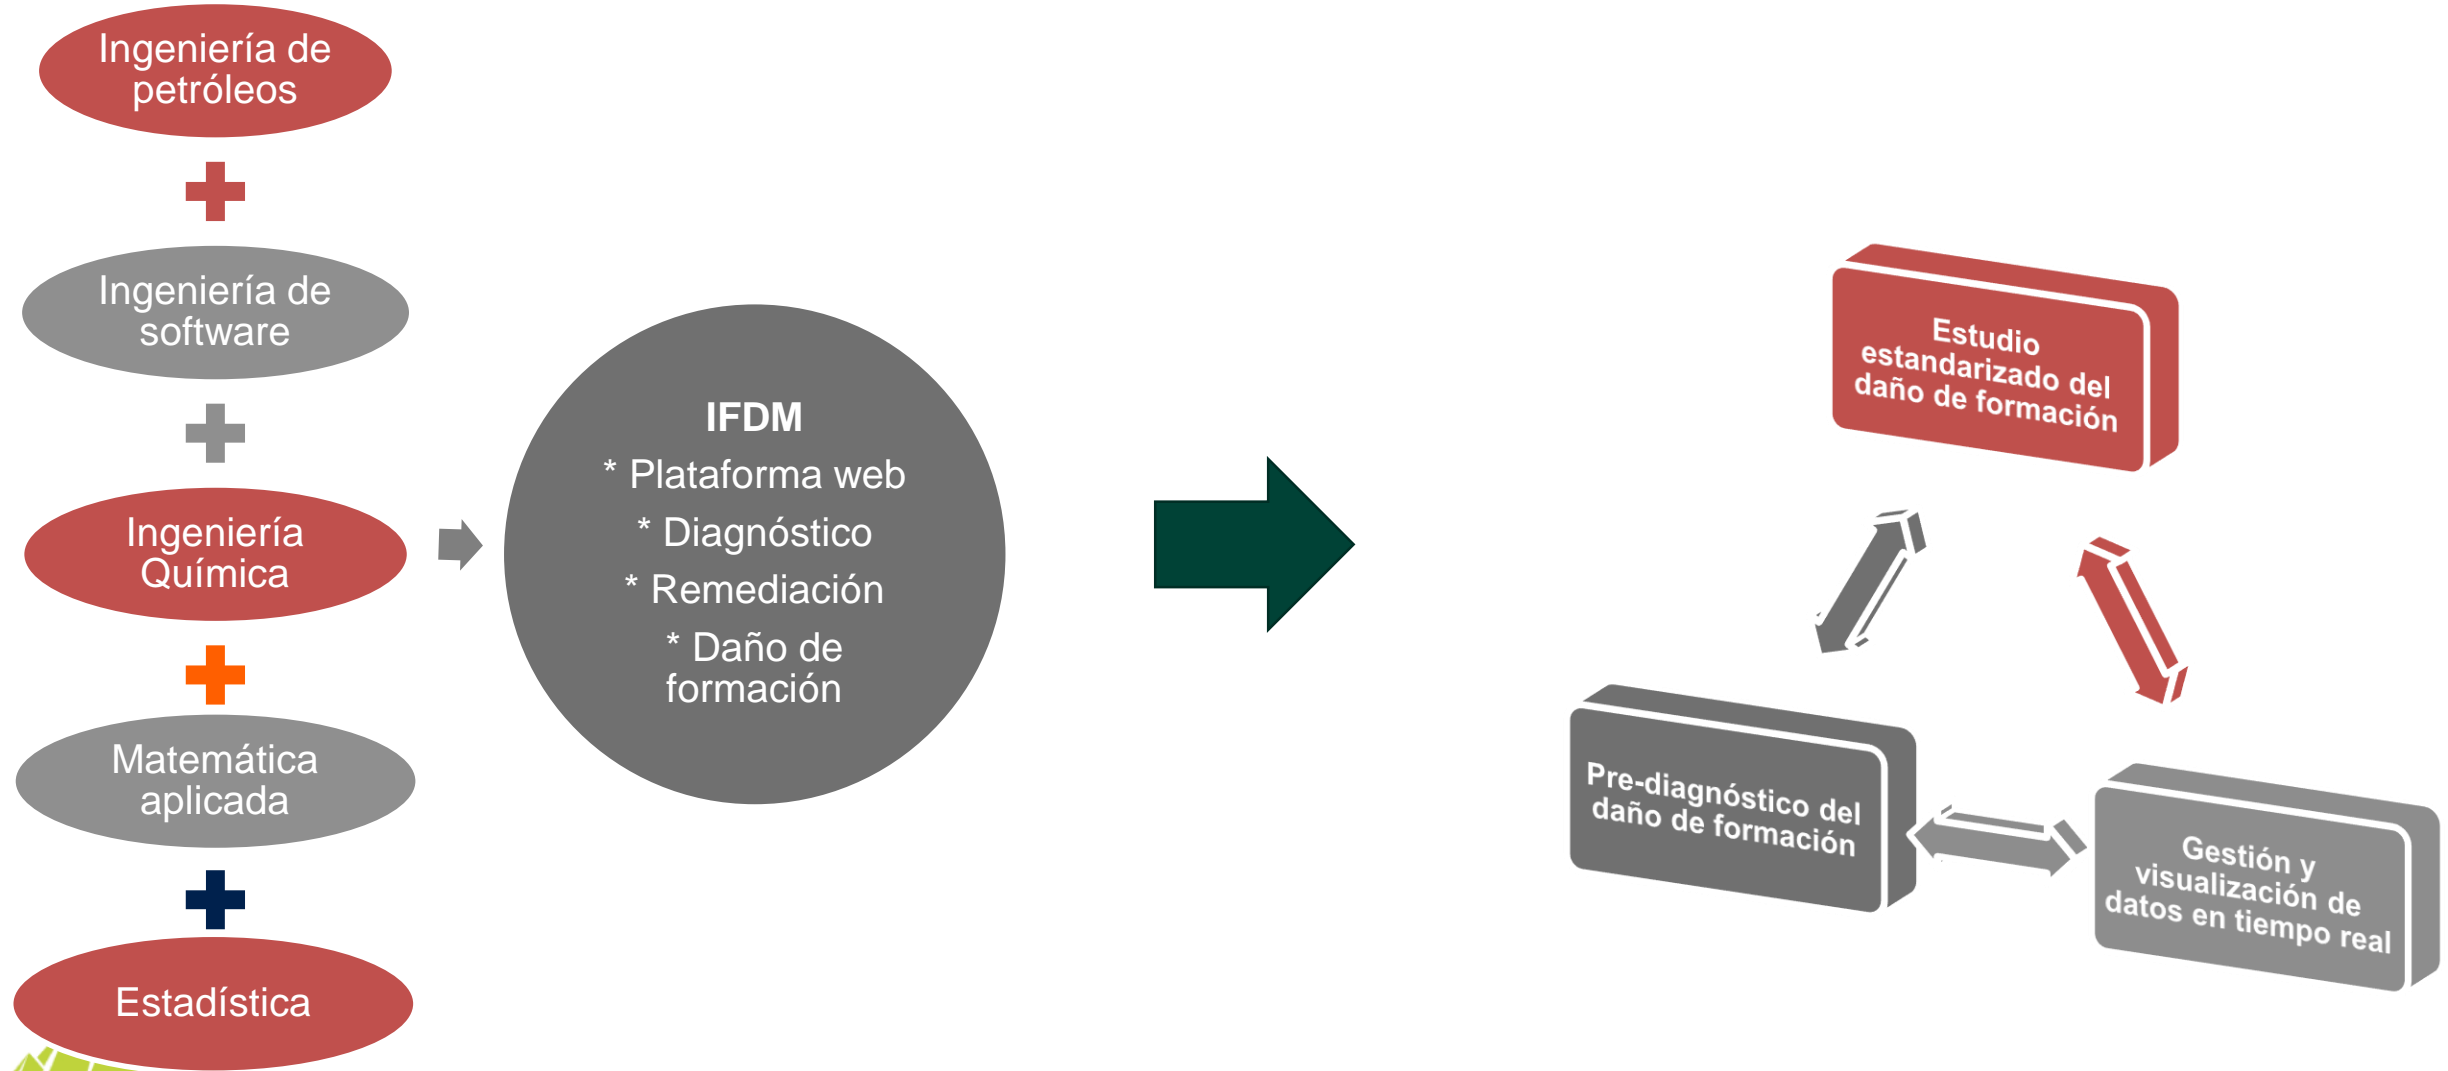 Ingeniería de
petróleos
Ingeniería de
software
Ingeniería
Química
Matemática
aplicada
Estadística
IFDM
* Plataforma web
* Diagnóstico
* Remediación
* Daño de
formación
Estudio
estandarizado del
daño de formación
Pre-diagnóstico del
daño de formación
Gestión y
visualización de
datos en tiempo real